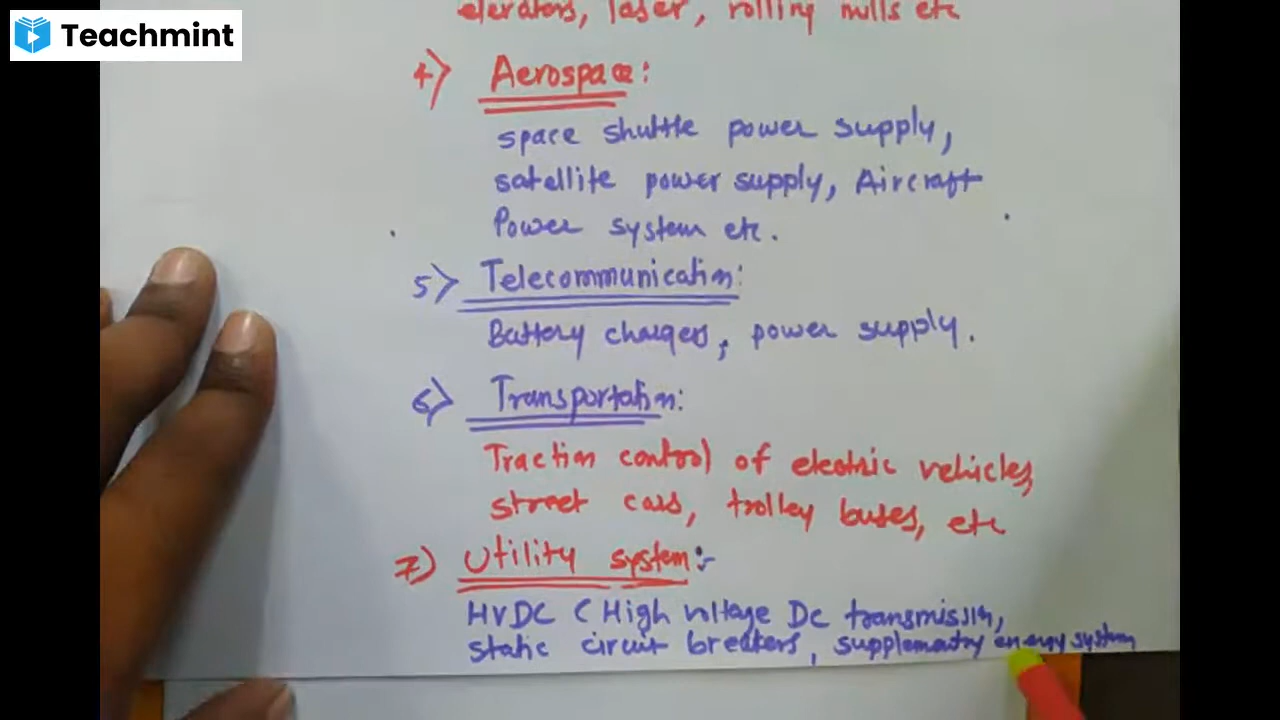 Teachmint
elerators, laser, rolling mills etc
4) Aerospace:
space shuttle power supply,
satellite power supply, Aircraft
Power system etc.
5) Telecommunication:
Battery chargers, power supply.
6) Transportation:
Traction control of electric vehicles,
street cars, trolley buses, etc
7) Utility system:-
HVDC (High voltage DC transmission,
static circuit breakers, supplementry energy system